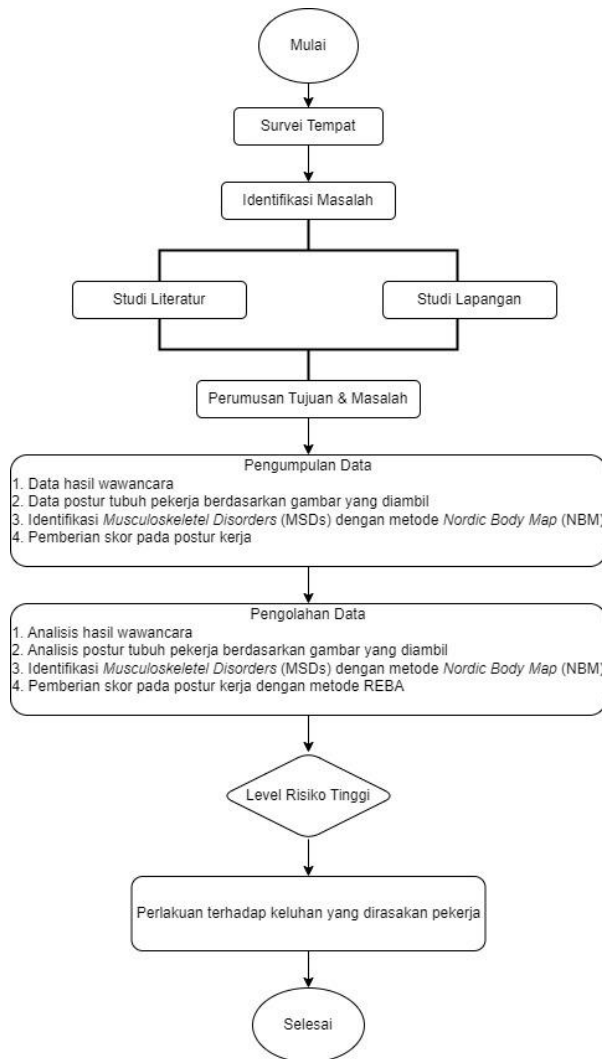 Mulai
Survei Tempat
Identifikasi Masalah
Studi Literatur
Studi Lapangan
Perumusan Tujuan & Masalah
Pengumpulan Data
1. Data hasil wawancara
2. Data postur tubuh pekerja berdasarkan gambar yang diambil
3. Identifikasi Musculoskeletel Disorders (MSDs) dengan metode Nordic Body Map (NBM)
4. Pemberian skor pada postur kerja
Pengolahan Data
1. Analisis hasil wawancara
2. Analisis postur tubuh pekerja berdasarkan gambar yang diambil
3. Identifikasi Musculoskeletel Disorders (MSDs) dengan metode Nordic Body Map (NBM)
4. Pemberian skor pada postur kerja dengan metode REBA
Level Risiko Tinggi
Perlakuan terhadap keluhan yang dirasakan pekerja
Selesai